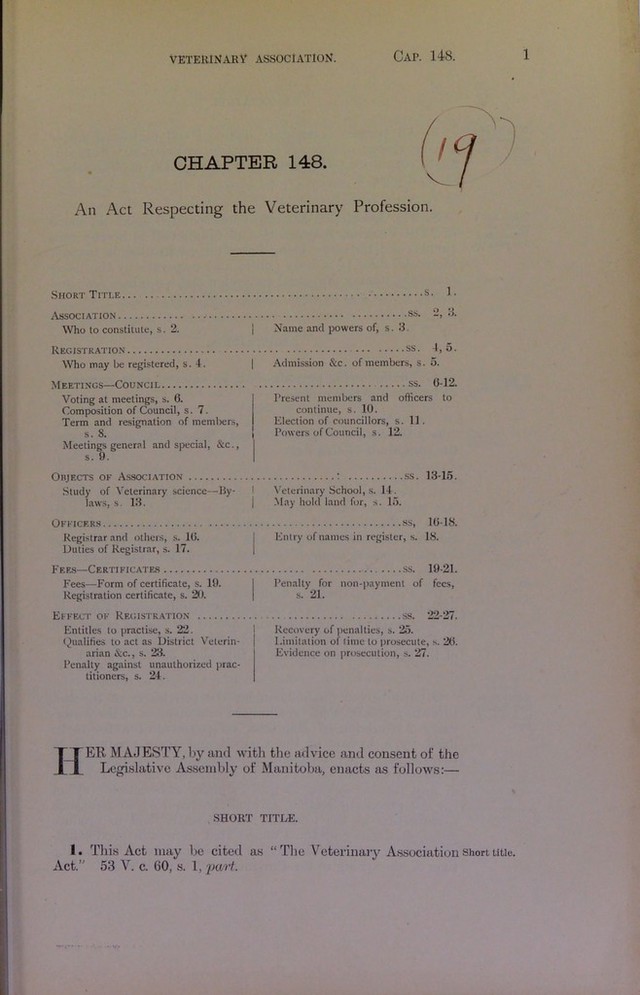 VETERINARY ASSOCIATION. CAP. 148. 1
19
CHAPTER 148.
An Act Respecting the Veterinary Profession.
SHORT TITLE... s. 1.
ASSOCIATION... ss. 2, 3.
Who to constitute, s. 2. | Name and powers of, s. 3.
REGISTRATION... ss. 4, 5.
Who may be registered, s. 4. | Admission &c. of members, s. 5.
MEETINGS—COUNCIL... ss. 6-12.
Voting at meetings, s. 6.
Composition of Council, s. 7.
Term and resignation of members,
s. 8.
Meetings general and special, &c.,
s. 9.
Present members and officers to
continue, s. 10.
Election of councillors, s. 11.
Powers of Council, s. 12.
OBJECTS OF ASSOCIATION... ss. 13-15.
Study of Veterinary science—By-
laws, s. 13.
Veterinary School, s. 14.
May hold land for, s. 15.
OFFICERS... ss, 16-18.
Registrar and others, s. 16.
Duties of Registrar, s. 17.
Entry of names in register, s. 18.
FEES—CERTIFICATES... ss. 19-21.
Fees—Form of certificate, s. 19.
Registration certificate, s. 20.
Penalty for non-payment of fees,
s. 21.
EFFECT OF REGISTRATION... ss. 22-27.
Entitles to practise, s. 22.
Qualifies to act as District Veterin-
arian &c., s. 23.
Penalty against unauthorized prac-
titioners, s. 24.
Recovery of penalties, s. 25.
Limitation of time to prosecute, s. 26.
Evidence on prosecution, s. 27.
HER MAJESTY, by and with the advice and consent of the
Legislative Assembly of Manitoba, enacts as follows:—
SHORT TITLE.
1. This Act may be cited as "The Veterinary Association Short title.
Act." 53 V. c. 60, s. 1, part.